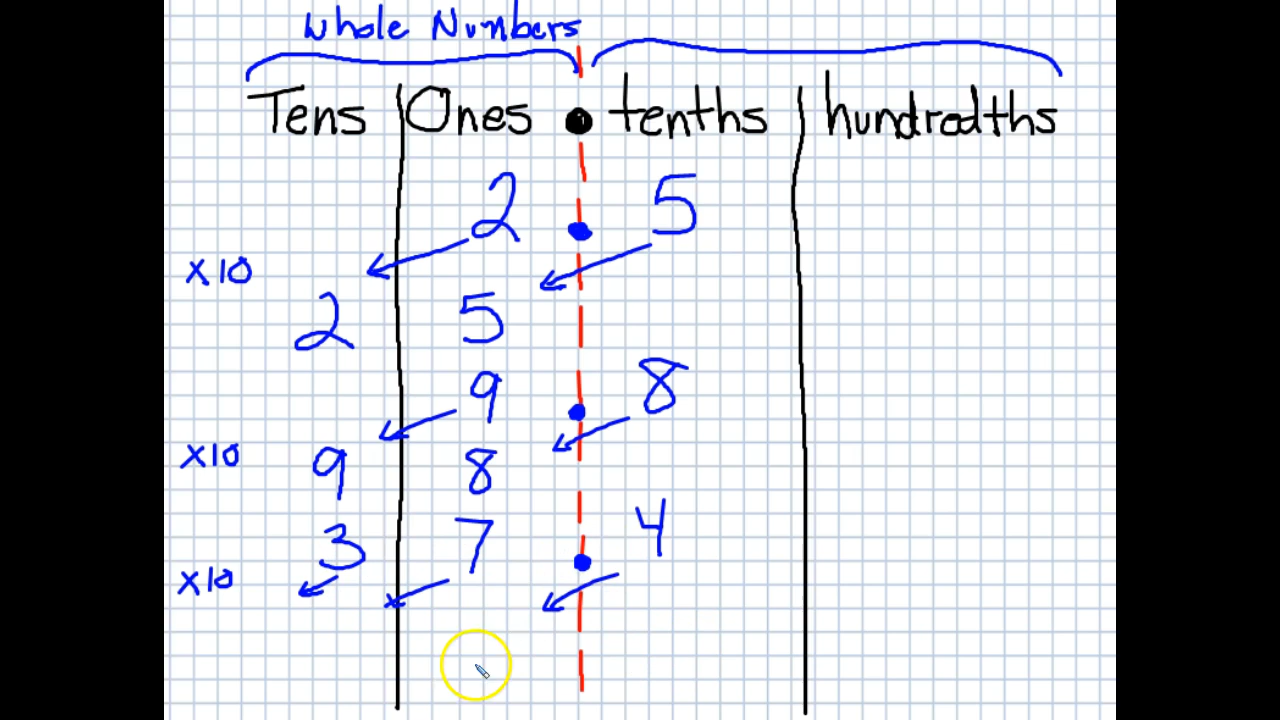 Whole Numbers
Tens Ones . tenths hundredths
2 . 5
x10
2 5
9 . 8
x10
9 8
3 7 . 4
x10